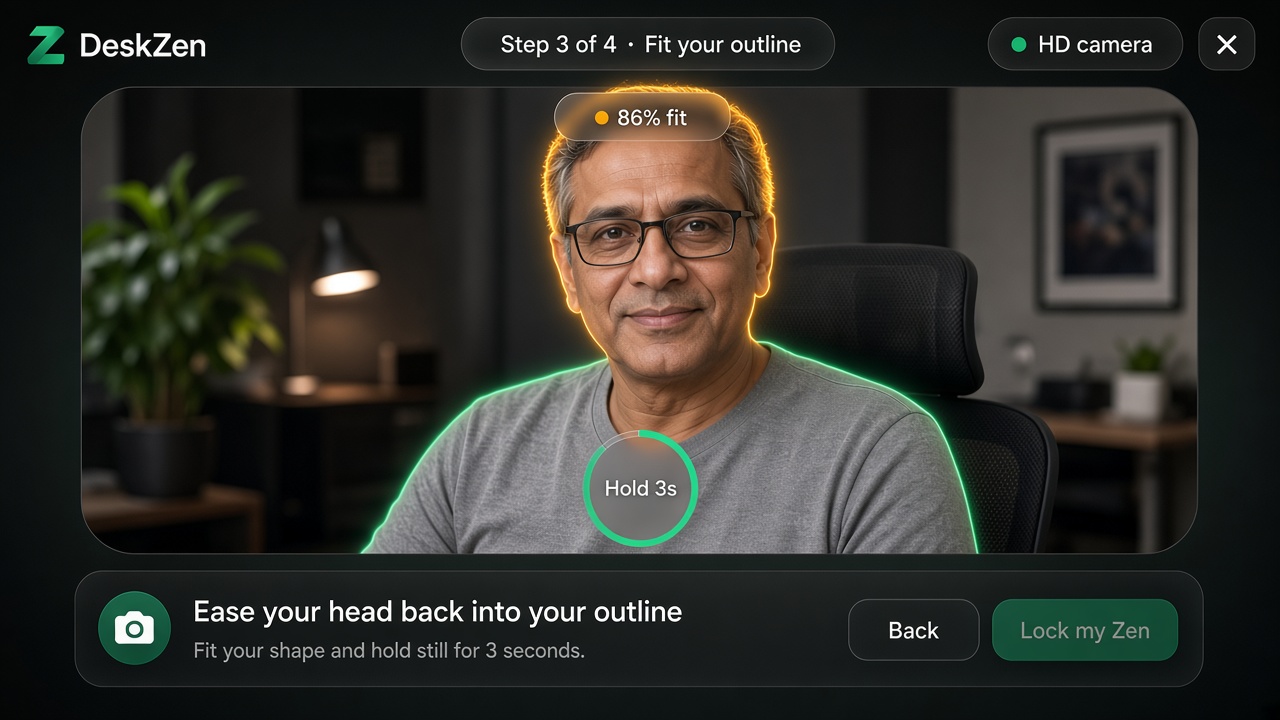 DeskZen
Step 3 of 4 · Fit your outline
HD camera
86% fit
Hold 3s
Ease your head back into your outline
Fit your shape and hold still for 3 seconds.
Back
Lock my Zen